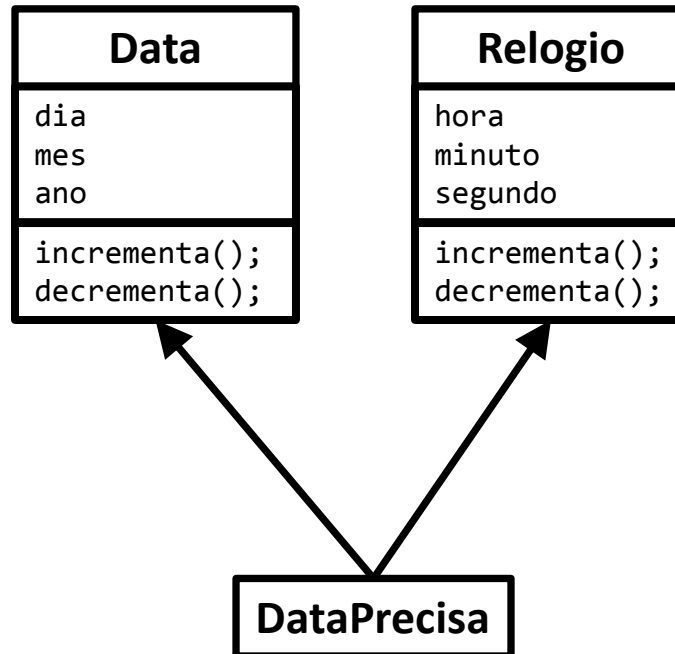 Data
dia
mes
ano
incrementa();
decrementa();
Relogio
hora
minuto
segundo
incrementa();
decrementa();
DataPrecisa